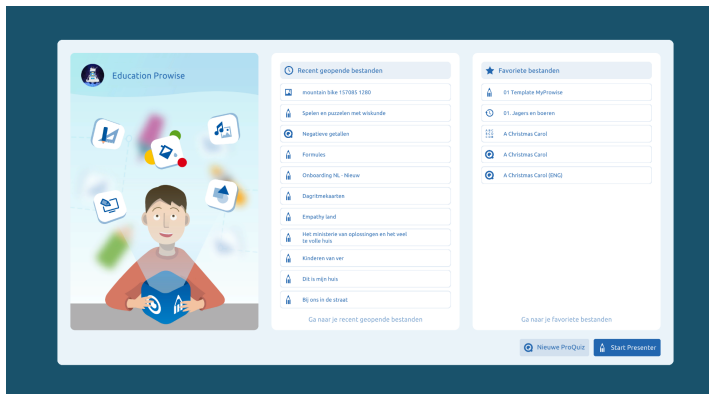 Education Prowise
Recent geopende bestanden
mountain bike 157085 1280
Spelen en puzzelen met wiskunde
Negatieve getallen
Formules
Onboarding NL - Nieuw
Dagritmekaarten
Empathy land
Het ministerie van oplossingen en het veel
te volle huis
Kinderen van ver
Dit is mijn huis
Bij ons in de straat
Ga naar je recent geopende bestanden
Favoriete bestanden
01 Template MyProwise
01. Jagers en boeren
A Christmas Carol
A Christmas Carol
A Christmas Carol (ENG)
Ga naar je favoriete bestanden
Nieuwe ProQuiz
Start Presenter